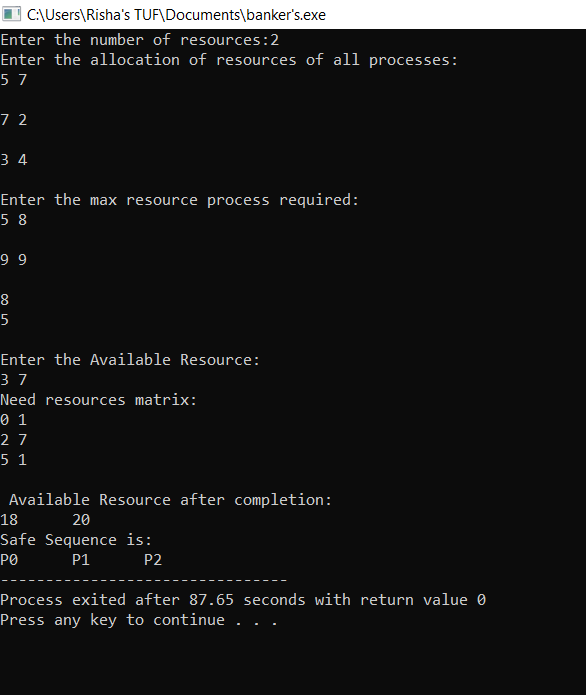 C:\Users\Risha's TUF\Documents\banker's.exe
Enter the number of resources:2
Enter the allocation of resources of all processes:
5 7
7 2
3 4
Enter the max resource process required:
5 8
9 9
8
5
Enter the Available Resource:
3 7
Need resources matrix:
0 1
2 7
5 1
Available Resource after completion:
18 20
Safe Sequence is:
P0 P1 P2
--------------------------------
Process exited after 87.65 seconds with return value 0
Press any key to continue . . .